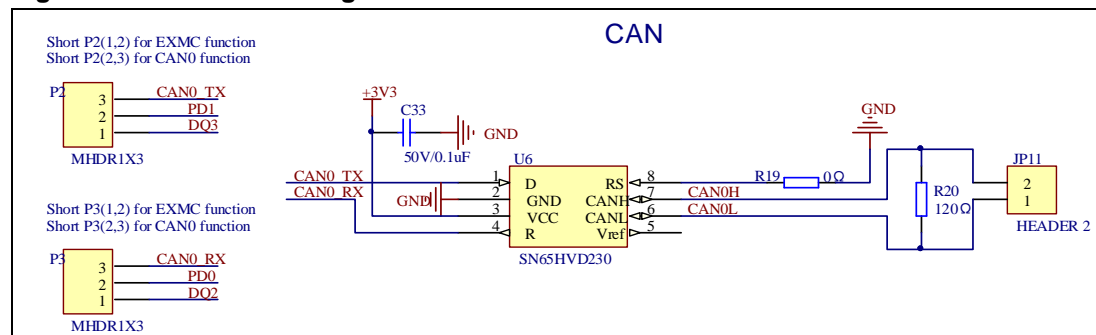 CAN
Short P2(1,2) for EXMC function
Short P2(2,3) for CAN0 function
P2
3 CAN0_TX
2 PD1
1 DQ3
MHDR1X3
Short P3(1,2) for EXMC function
Short P3(2,3) for CAN0 function
P3
3 CAN0_RX
2 PD0
1 DQ2
MHDR1X3
+3V3
C33
GND
50V/0.1uF
U6
CAN0_TX 1 D RS 8 R19 0Ω
GND
CAN0_RX GND 2 GND CANH 7 CAN0H
3 VCC CANL 6 CAN0L
4 R Vref 5
SN65HVD230
R20
120Ω
JP11
2
1
HEADER 2